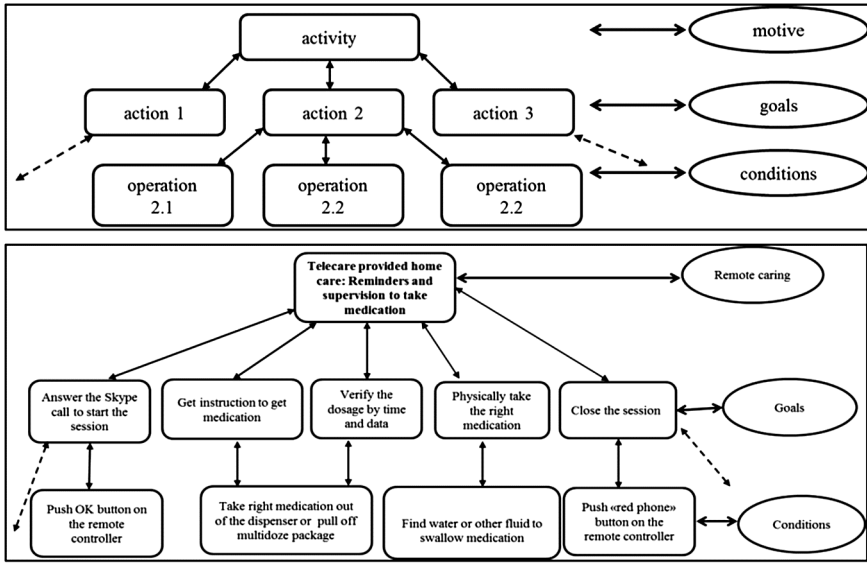 activity
motive
action 1
action 2
action 3
goals
operation
2.1
operation
2.2
operation
2.2
conditions
Telecare provided home
care: Reminders and
supervision to take
medication
Remote caring
Answer the Skype
call to start the
session
Get instruction to get
medication
Verify the
dosage by time
and data
Physically take
the right
medication
Close the session
Goals
Push OK button on
the remote
controller
Take right medication out
of the dispenser or pull off
multidoze package
Find water or other fluid to
swallow medication
Push «red phone»
button on the
remote controller
Conditions